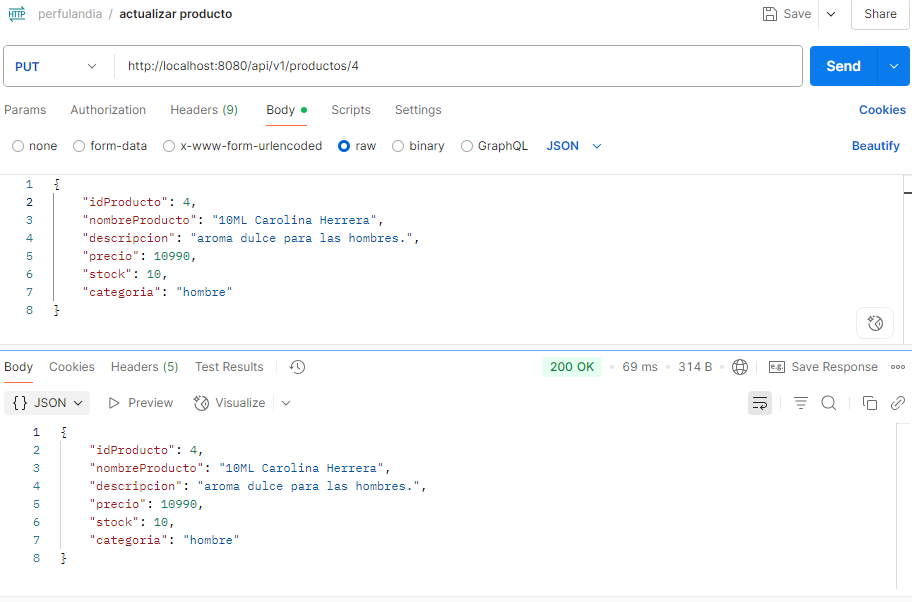 HTTP perfulandia / actualizar producto Save Share
PUT http://localhost:8080/api/v1/productos/4 Send
Params Authorization Headers (9) Body Scripts Settings Cookies
none form-data x-www-form-urlencoded raw binary GraphQL JSON Beautify
1 {
2 "idProducto": 4,
3 "nombreProducto": "10ML Carolina Herrera",
4 "descripcion": "aroma dulce para las hombres.",
5 "precio": 10990,
6 "stock": 10,
7 "categoria": "hombre"
8 }
Body Cookies Headers (5) Test Results 200 OK 69 ms 314 B e.g. Save Response
{} JSON Preview Visualize
1 {
2 "idProducto": 4,
3 "nombreProducto": "10ML Carolina Herrera",
4 "descripcion": "aroma dulce para las hombres.",
5 "precio": 10990,
6 "stock": 10,
7 "categoria": "hombre"
8 }